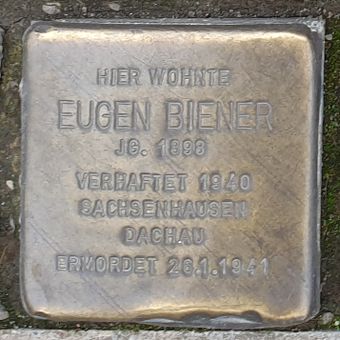 HIER WOHNTE
EUGEN BIENER
JG. 1898
VERHAFTET 1940
SACHSENHAUSEN
DACHAU
ERMORDET 26.1.1941